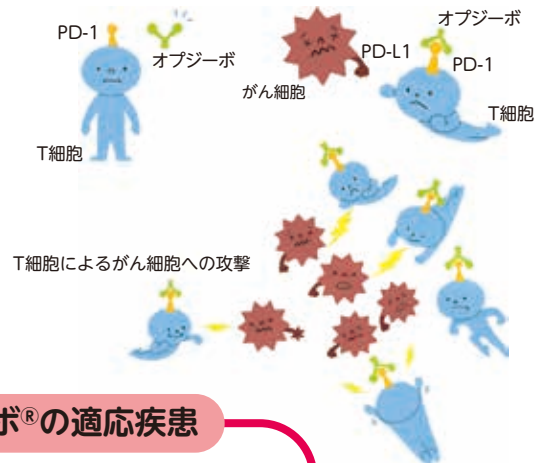 PD-1
オプジーボ
T細胞
オプジーボ
PD-L1
PD-1
がん細胞
T細胞
T細胞によるがん細胞への攻撃
ボ®の適応疾患